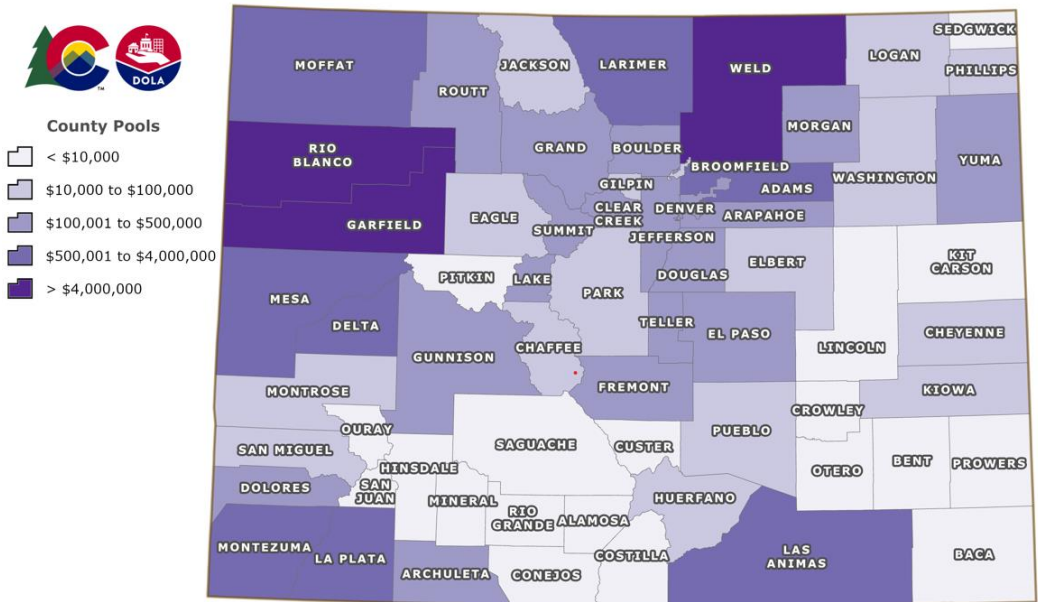 DOLA
TM
County Pools
< $10,000
$10,000 to $100,000
$100,001 to $500,000
$500,001 to $4,000,000
> $4,000,000
SEDGWICK
MOFFAT
JACKSON
LARIMER
WELD
LOGAN
PHILLIPS
ROUTT
MORGAN
RIO
BLANCO
GRAND
BOULDER
BROOMFIELD
YUMA
GILPIN
ADAMS
WASHINGTON
EAGLE
CLEAR
CREEK
DENVER
ARAPAHOE
GARFIELD
SUMMIT
JEFFERSON
PITKIN
LAKE
DOUGLAS
ELBERT
KIT
CARSON
MESA
PARK
DELTA
TELLER
EL PASO
CHEYENNE
GUNNISON
CHAFFEE
LINCOLN
MONTROSE
FREMONT
KIOWA
CROWLEY
OURAY
PUEBLO
SAN MIGUEL
SAGUACHE
CUSTER
HINSDALE
OTERO
BENT
PROWERS
DOLORES
SAN
JUAN
MINERAL
HUERFANO
RIO
GRANDE
ALAMOSA
MONTEZUMA
LA PLATA
COSTILLA
LAS
ANIMAS
BACA
ARCHULETA
CONEJOS